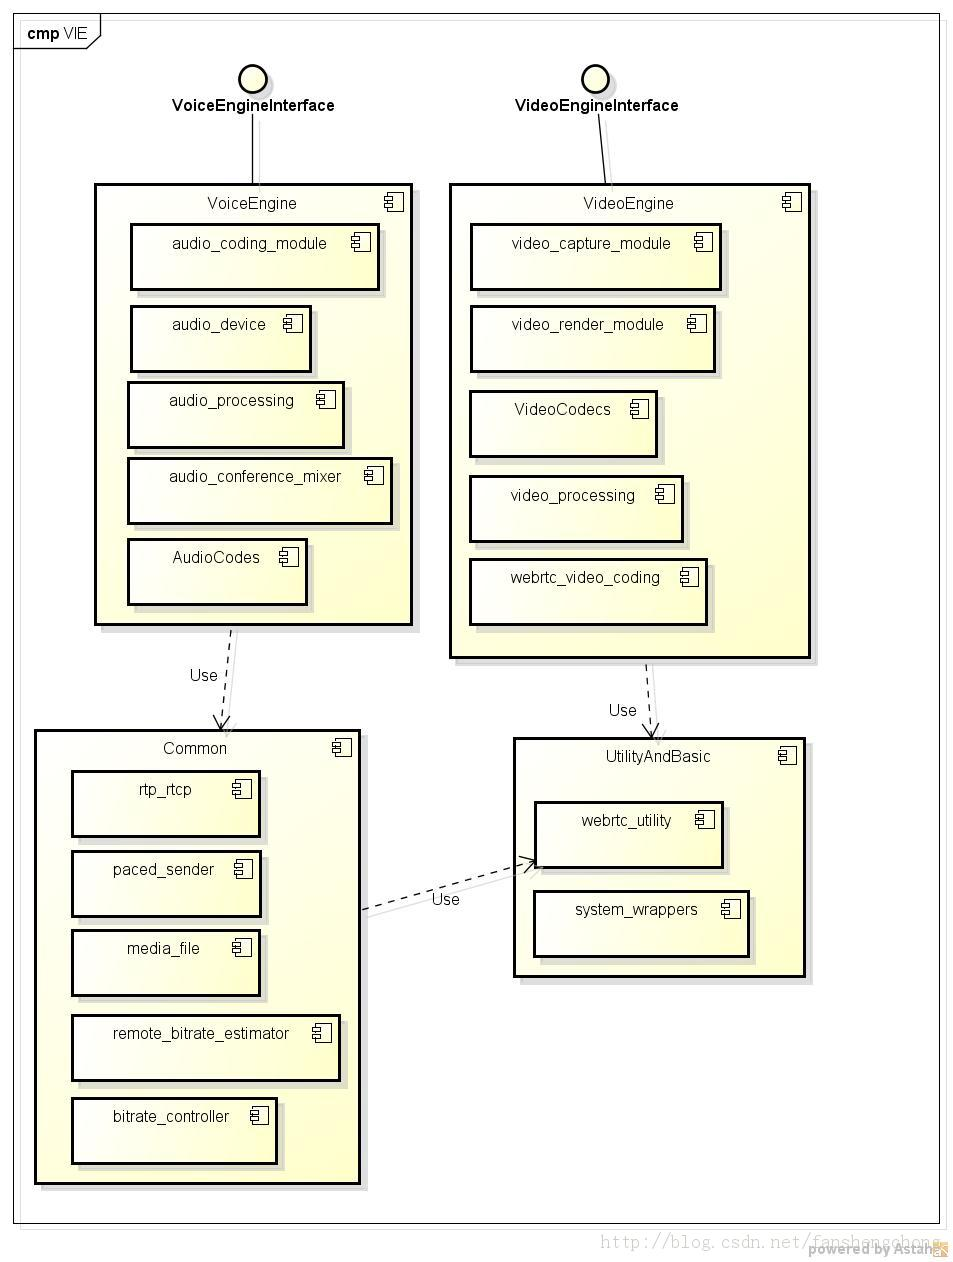 cmp VIE
VoiceEngineInterface
VideoEngineInterface
VoiceEngine
audio_coding_module
audio_device
audio_processing
audio_conference_mixer
AudioCodes
VideoEngine
video_capture_module
video_render_module
VideoCodecs
video_processing
webrtc_video_coding
Use
Use
Common
rtp_rtcp
paced_sender
media_file
remote_bitrate_estimator
bitrate_controller
Use
UtilityAndBasic
webrtc_utility
system_wrappers
http://blog.csdn.net/fanshengchong
powered by Astah